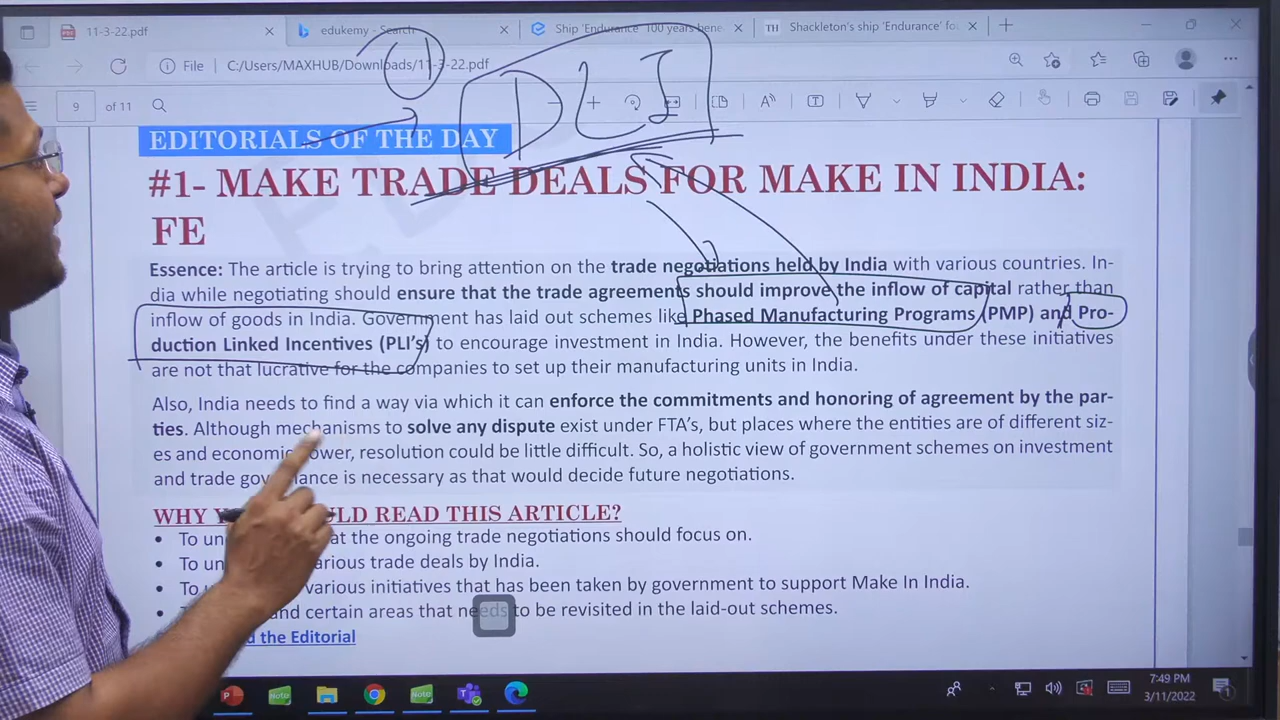 11-3-22.pdf
edukemy - Search
Ship 'Endurance' 100 years bene
TH Shackleton's ship 'Endurance' fo
File
C:/Users/MAXHUB/Downloads/11-3-22.pdf
9 of 11
1
DLI
EDITORIALS OF THE DAY
#1- MAKE TRADE DEALS FOR MAKE IN INDIA:
FE
Essence: The article is trying to bring attention on the trade negotiations held by India with various countries. In-
dia while negotiating should ensure that the trade agreements should improve the inflow of capital rather than
inflow of goods in India. Government has laid out schemes like Phased Manufacturing Programs (PMP) and Pro-
duction Linked Incentives (PLI's) to encourage investment in India. However, the benefits under these initiatives
are not that lucrative for the companies to set up their manufacturing units in India.
Also, India needs to find a way via which it can enforce the commitments and honoring of agreement by the par-
ties. Although mechanisms to solve any dispute exist under FTA's, but places where the entities are of different siz-
es and economic power, resolution could be little difficult. So, a holistic view of government schemes on investment
and trade governance is necessary as that would decide future negotiations.
WHY ULD READ THIS ARTICLE?
• To un at the ongoing trade negotiations should focus on.
• To un arious trade deals by India.
• To various initiatives that has been taken by government to support Make In India.
• and certain areas that needs to be revisited in the laid-out schemes.
d the Editorial
7:49 PM
3/11/2022